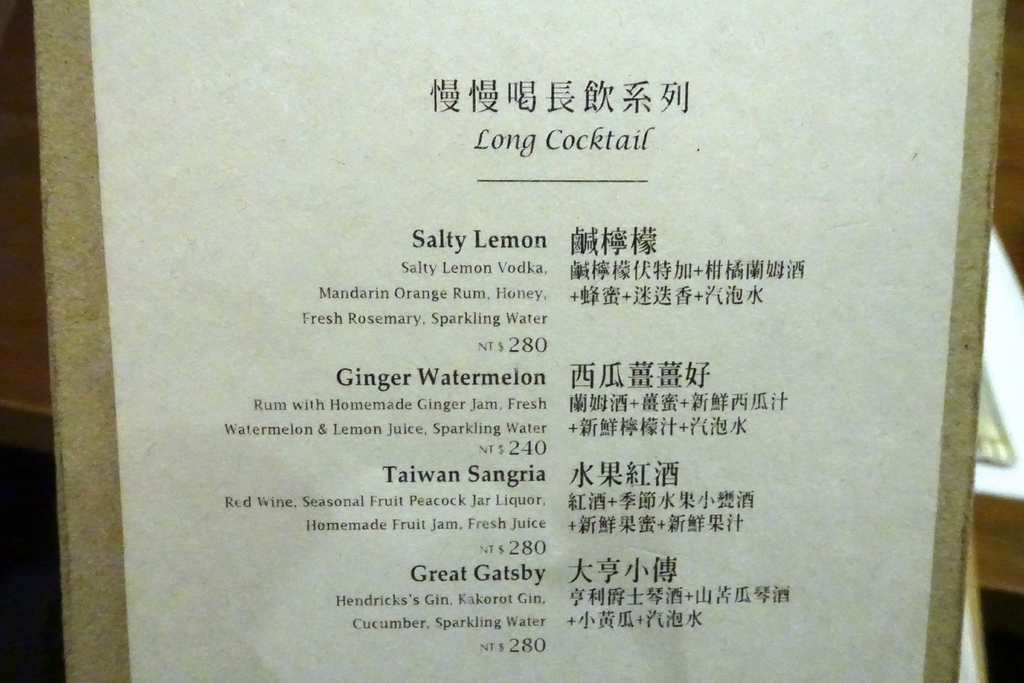 慢慢喝長飲系列
Long Cocktail
Salty Lemon
Salty Lemon Vodka,
Mandarin Orange Rum, Honey,
Fresh Rosemary, Sparkling Water
NT $ 280
鹹檸檬
鹹檸檬伏特加+柑橘蘭姆酒
+蜂蜜+迷迭香+汽泡水
Ginger Watermelon
Rum with Homemade Ginger Jam, Fresh
Watermelon & Lemon Juice, Sparkling Water
NT $ 240
西瓜薑薑好
蘭姆酒+薑蜜+新鮮西瓜汁
+新鮮檸檬汁+汽泡水
Taiwan Sangria
Red Wine, Seasonal Fruit Peacock Jar Liquor,
Homemade Fruit Jam, Fresh Juice
NT $ 280
水果紅酒
紅酒+季節水果小甕酒
+新鮮果蜜+新鮮果汁
Great Gatsby
Hendricks's Gin, Kakorot Gin,
Cucumber, Sparkling Water
NT $ 280
大亨小傳
亨利爵士琴酒+山苦瓜琴酒
+小黃瓜+汽泡水